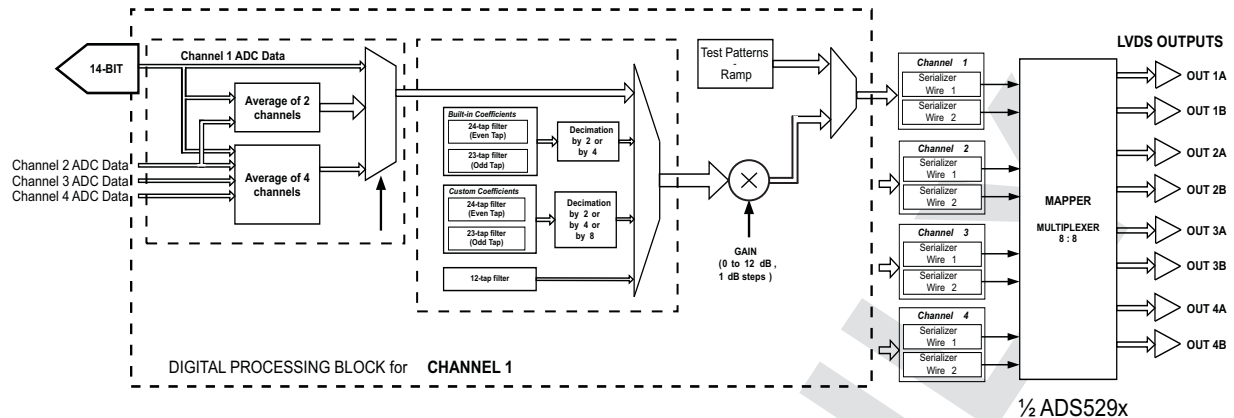 14-BIT
Channel 1 ADC Data
Average of 2
channels
Average of 4
channels
Channel 2 ADC Data
Channel 3 ADC Data
Channel 4 ADC Data
Built-in Coefficients
24-tap filter
(Even Tap)
23-tap filter
(Odd Tap)
Decimation
by 2 or
by 4
Custom Coefficients
24-tap filter
(Even Tap)
23-tap filter
(Odd Tap)
Decimation
by 2 or
by 4 or
by 8
12-tap filter
Test Patterns
-
Ramp
GAIN
(0 to 12 dB ,
1 dB steps )
DIGITAL PROCESSING BLOCK for CHANNEL 1
Channel 1
Serializer
Wire 1
Serializer
Wire 2
Channel 2
Serializer
Wire 1
Serializer
Wire 2
Channel 3
Serializer
Wire 1
Serializer
Wire 2
Channel 4
Serializer
Wire 1
Serializer
Wire 2
MAPPER
MULTIPLEXER
8 : 8
LVDS OUTPUTS
OUT 1A
OUT 1B
OUT 2A
OUT 2B
OUT 3A
OUT 3B
OUT 4A
OUT 4B
½ ADS529x